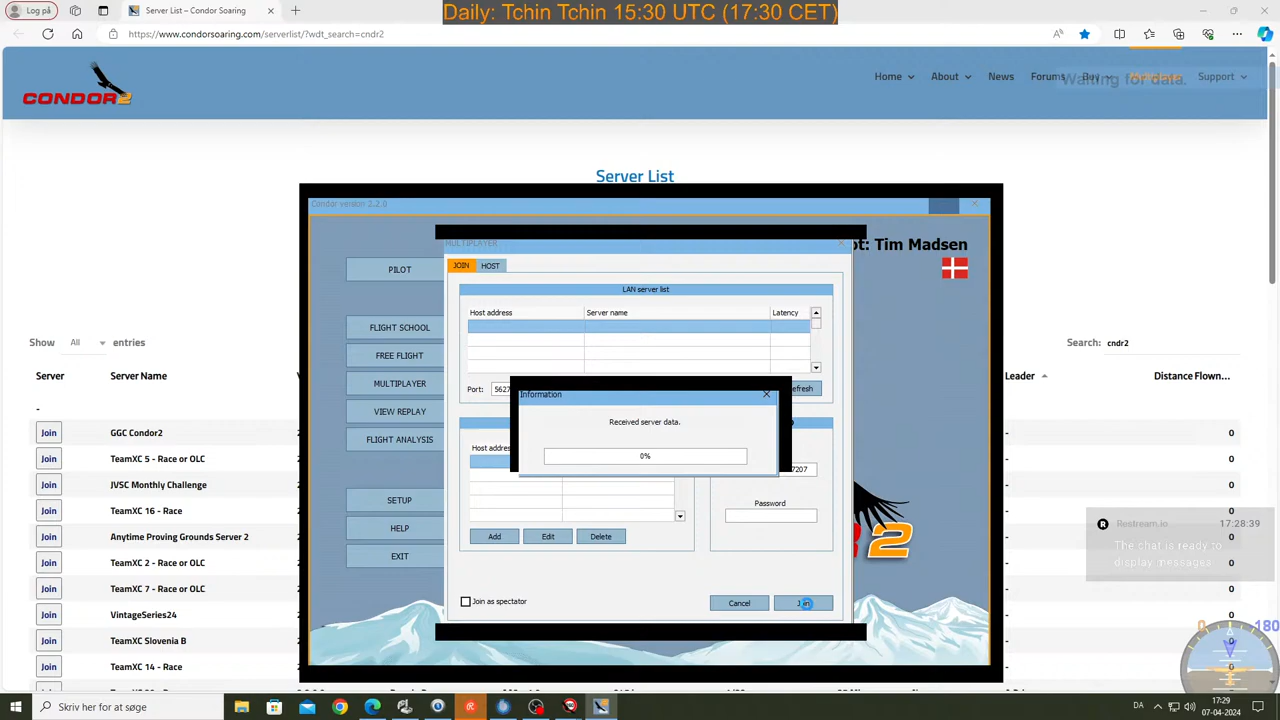 Daily: Tchin Tchin 15:30 UTC (17:30 CET)
Log på
Server List – Condor Soaring
https://www.condorsoaring.com/serverlist/?wdt_search=cndr2
CONDOR2
Home
About
News
Forums
Buy
Support
Waiting for data.
Server List
Condor version 2.2.0
MULTIPLAYER
ot: Tim Madsen
JOIN
HOST
PILOT
LAN server list
Host address
Server name
Latency
FLIGHT SCHOOL
FREE FLIGHT
MULTIPLAYER
VIEW REPLAY
FLIGHT ANALYSIS
SETUP
HELP
EXIT
Port:
5627
efresh
Information
Received server data.
0%
Host addres
7207
Password
Add
Edit
Delete
Join as spectator
Cancel
Join
R2
Show
All
entries
Search:
cndr2
Server
Server Name
Leader
Distance Flown...
-
Join GGC Condor2 - 0
Join TeamXC 5 - Race or OLC - 0
Join JVSC Monthly Challenge - 0
Join TeamXC 16 - Race - 0
Join Anytime Proving Grounds Server 2
Join TeamXC 2 - Race or OLC
Join TeamXC 7 - Race or OLC
Join VintageSeries24
Join TeamXC Slovenia B
Join TeamXC 14 - Race
Restream.io
17:28:39
The chat is ready to
display messages
0
180
Skriv her for at søge
DA
17:29
07-04-2024